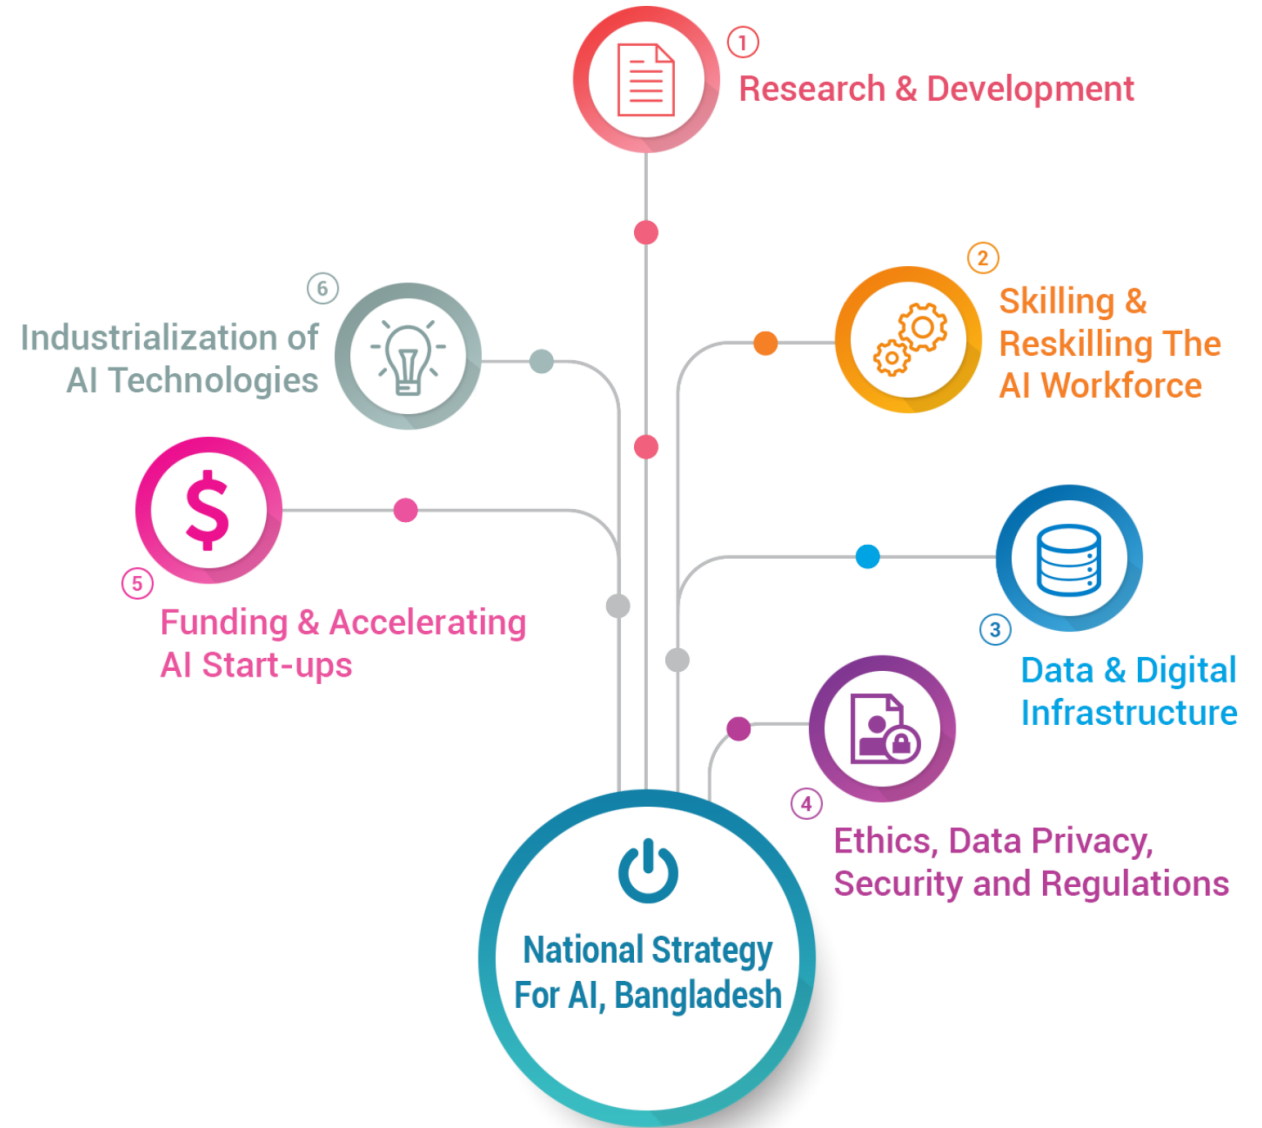 1
Research & Development
2
Skilling &
Reskilling The
AI Workforce
3
Data & Digital
Infrastructure
4
Ethics, Data Privacy,
Security and Regulations
5
Funding & Accelerating
AI Start-ups
6
Industrialization of
AI Technologies
$
National Strategy
For AI, Bangladesh